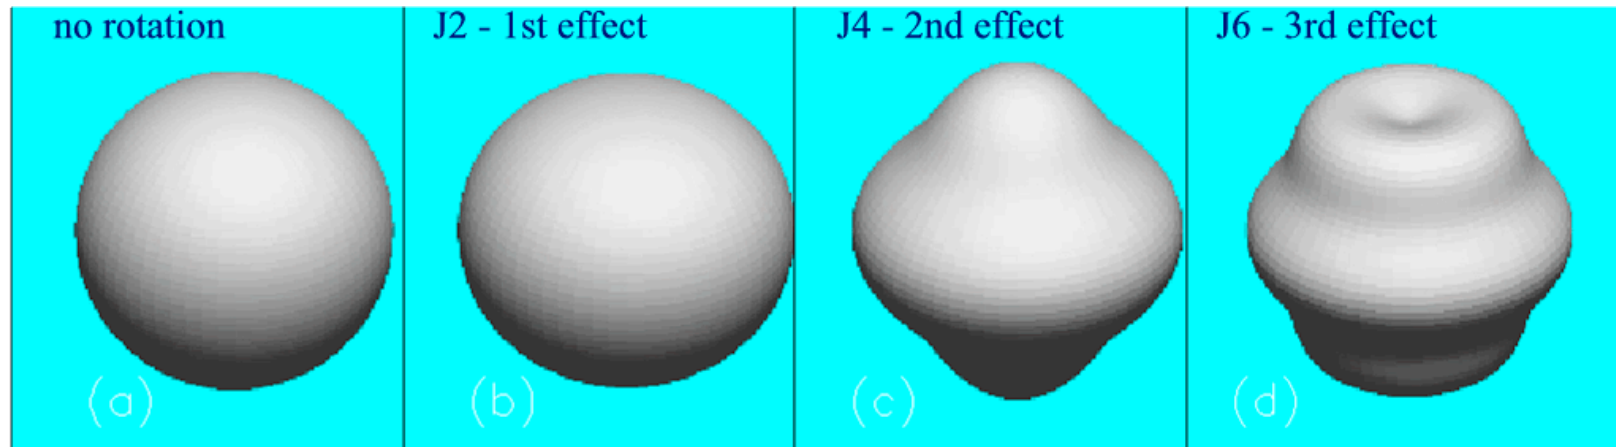 no rotation
J2 - 1st effect
J4 - 2nd effect
J6 - 3rd effect
(a)
(b)
(c)
(d)